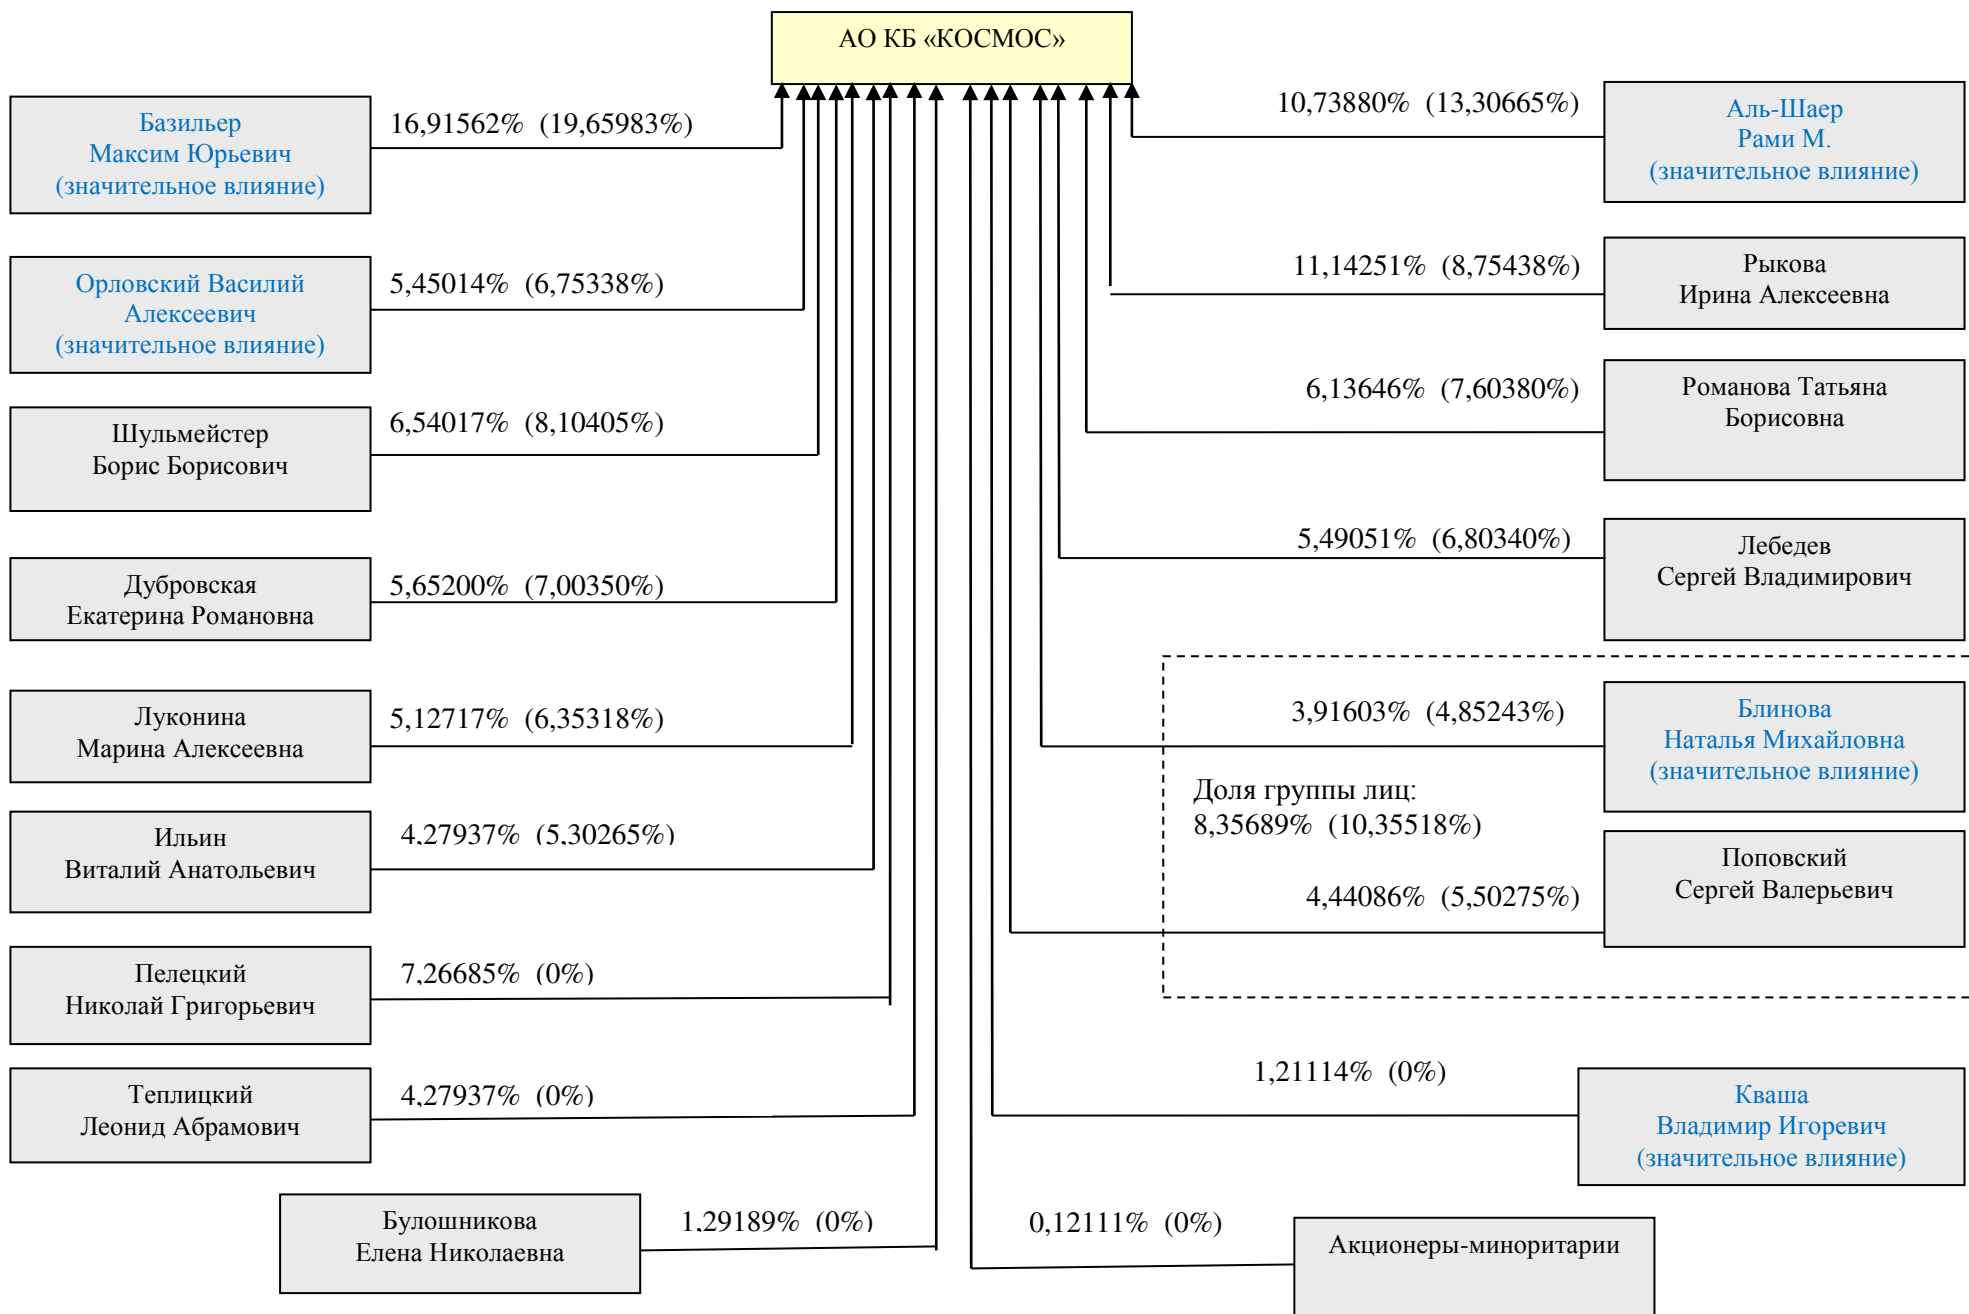 АО КБ «КОСМОС»
Базильер
Максим Юрьевич
(значительное влияние)
16,91562% (19,65983%)
Орловский Василий
Алексеевич
(значительное влияние)
5,45014% (6,75338%)
Шульмейстер
Борис Борисович
6,54017% (8,10405%)
Дубровская
Екатерина Романовна
5,65200% (7,00350%)
Луконина
Марина Алексеевна
5,12717% (6,35318%)
Ильин
Виталий Анатольевич
4,27937% (5,30265%)
Пелецкий
Николай Григорьевич
7,26685% (0%)
Теплицкий
Леонид Абрамович
4,27937% (0%)
Булошникова
Елена Николаевна
1,29189% (0%)
10,73880% (13,30665%)
Аль-Шаер
Рами М.
(значительное влияние)
11,14251% (8,75438%)
Рыкова
Ирина Алексеевна
6,13646% (7,60380%)
Романова Татьяна
Борисовна
5,49051% (6,80340%)
Лебедев
Сергей Владимирович
3,91603% (4,85243%)
Блинова
Наталья Михайловна
(значительное влияние)
Доля группы лиц:
8,35689% (10,35518%)
4,44086% (5,50275%)
Поповский
Сергей Валерьевич
1,21114% (0%)
Кваша
Владимир Игоревич
(значительное влияние)
0,12111% (0%)
Акционеры-миноритарии